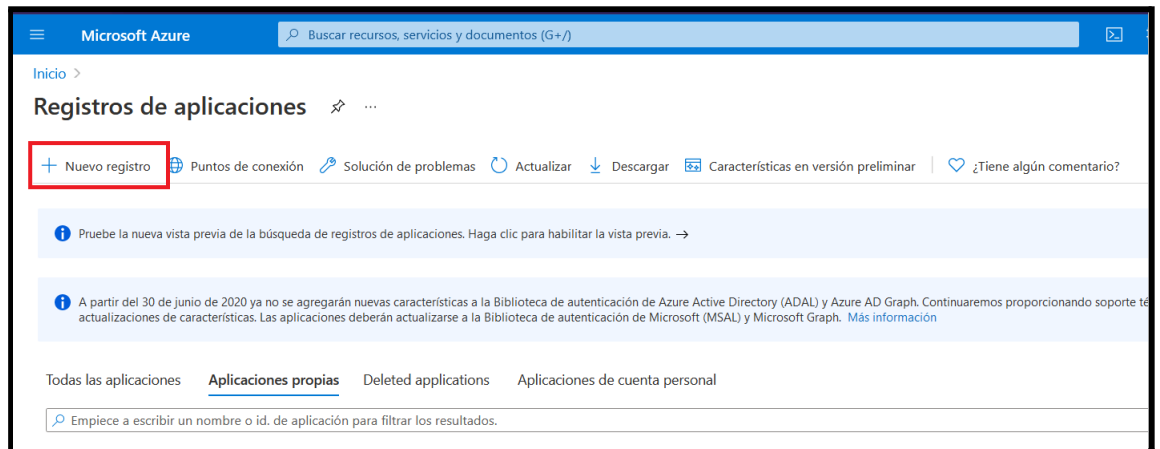 Microsoft Azure
Buscar recursos, servicios y documentos (G+/)
Inicio >
Registros de aplicaciones
Nuevo registro Puntos de conexión Solución de problemas Actualizar Descargar Características en versión preliminar ¿Tiene algún comentario?
Pruebe la nueva vista previa de la búsqueda de registros de aplicaciones. Haga clic para habilitar la vista previa. →
A partir del 30 de junio de 2020 ya no se agregarán nuevas características a la Biblioteca de autenticación de Azure Active Directory (ADAL) y Azure AD Graph. Continuaremos proporcionando soporte té
actualizaciones de características. Las aplicaciones deberán actualizarse a la Biblioteca de autenticación de Microsoft (MSAL) y Microsoft Graph. Más información
Todas las aplicaciones Aplicaciones propias Deleted applications Aplicaciones de cuenta personal
Empiece a escribir un nombre o id. de aplicación para filtrar los resultados.